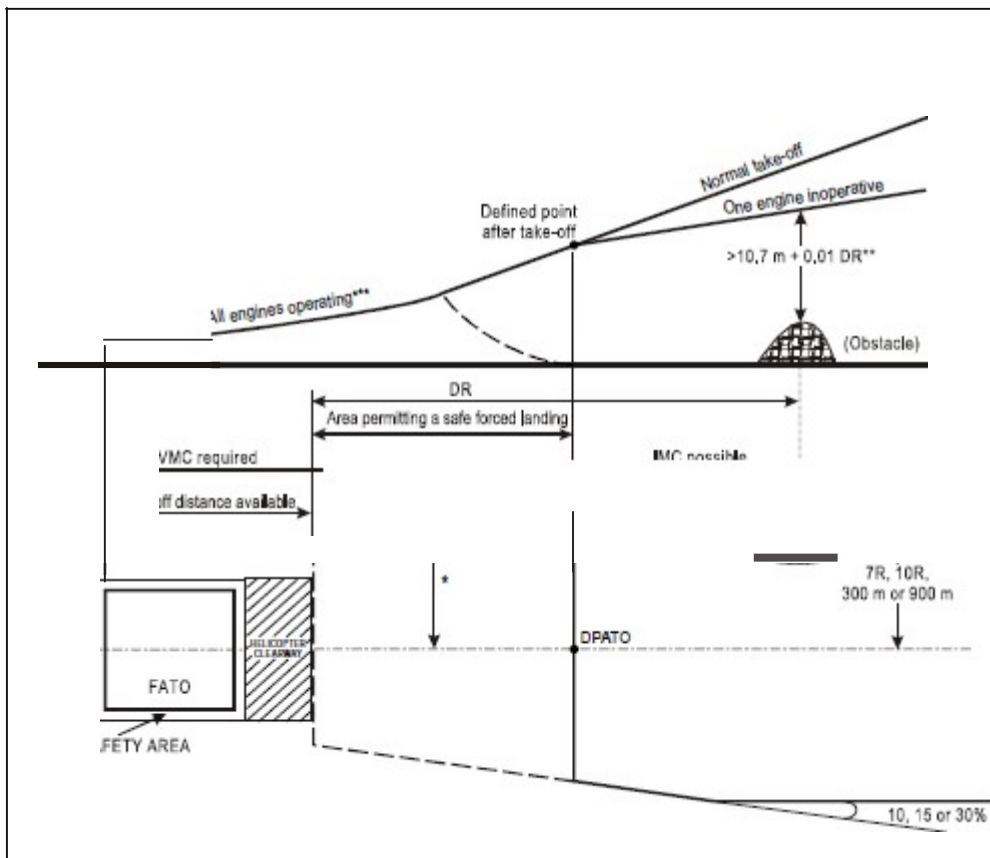 Normal take-off
One engine inoperative
Defined point
after take-off
>10,7 m + 0,01 DR**
All engines operating***
(Obstacle)
DR
Area permitting a safe forced landing
VMC required
IMC possible
off distance available
7R, 10R,
300 m or 900 m
*
DPATO
HELICOPTER
CLEARWAY
FATO
FETY AREA
10, 15 or 30%